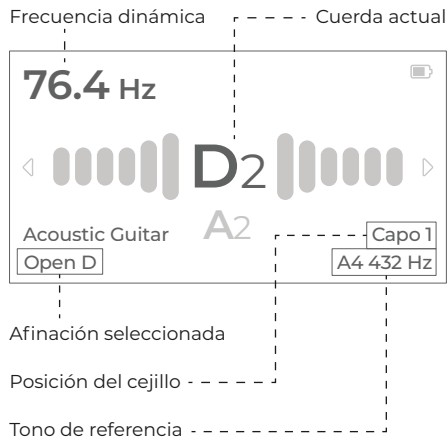 Frecuencia dinámica
Cuerda actual
76.4 Hz
D2
A2
Acoustic Guitar
Capo 1
Open D
A4 432 Hz
Afinación seleccionada
Posición del cejillo
Tono de referencia